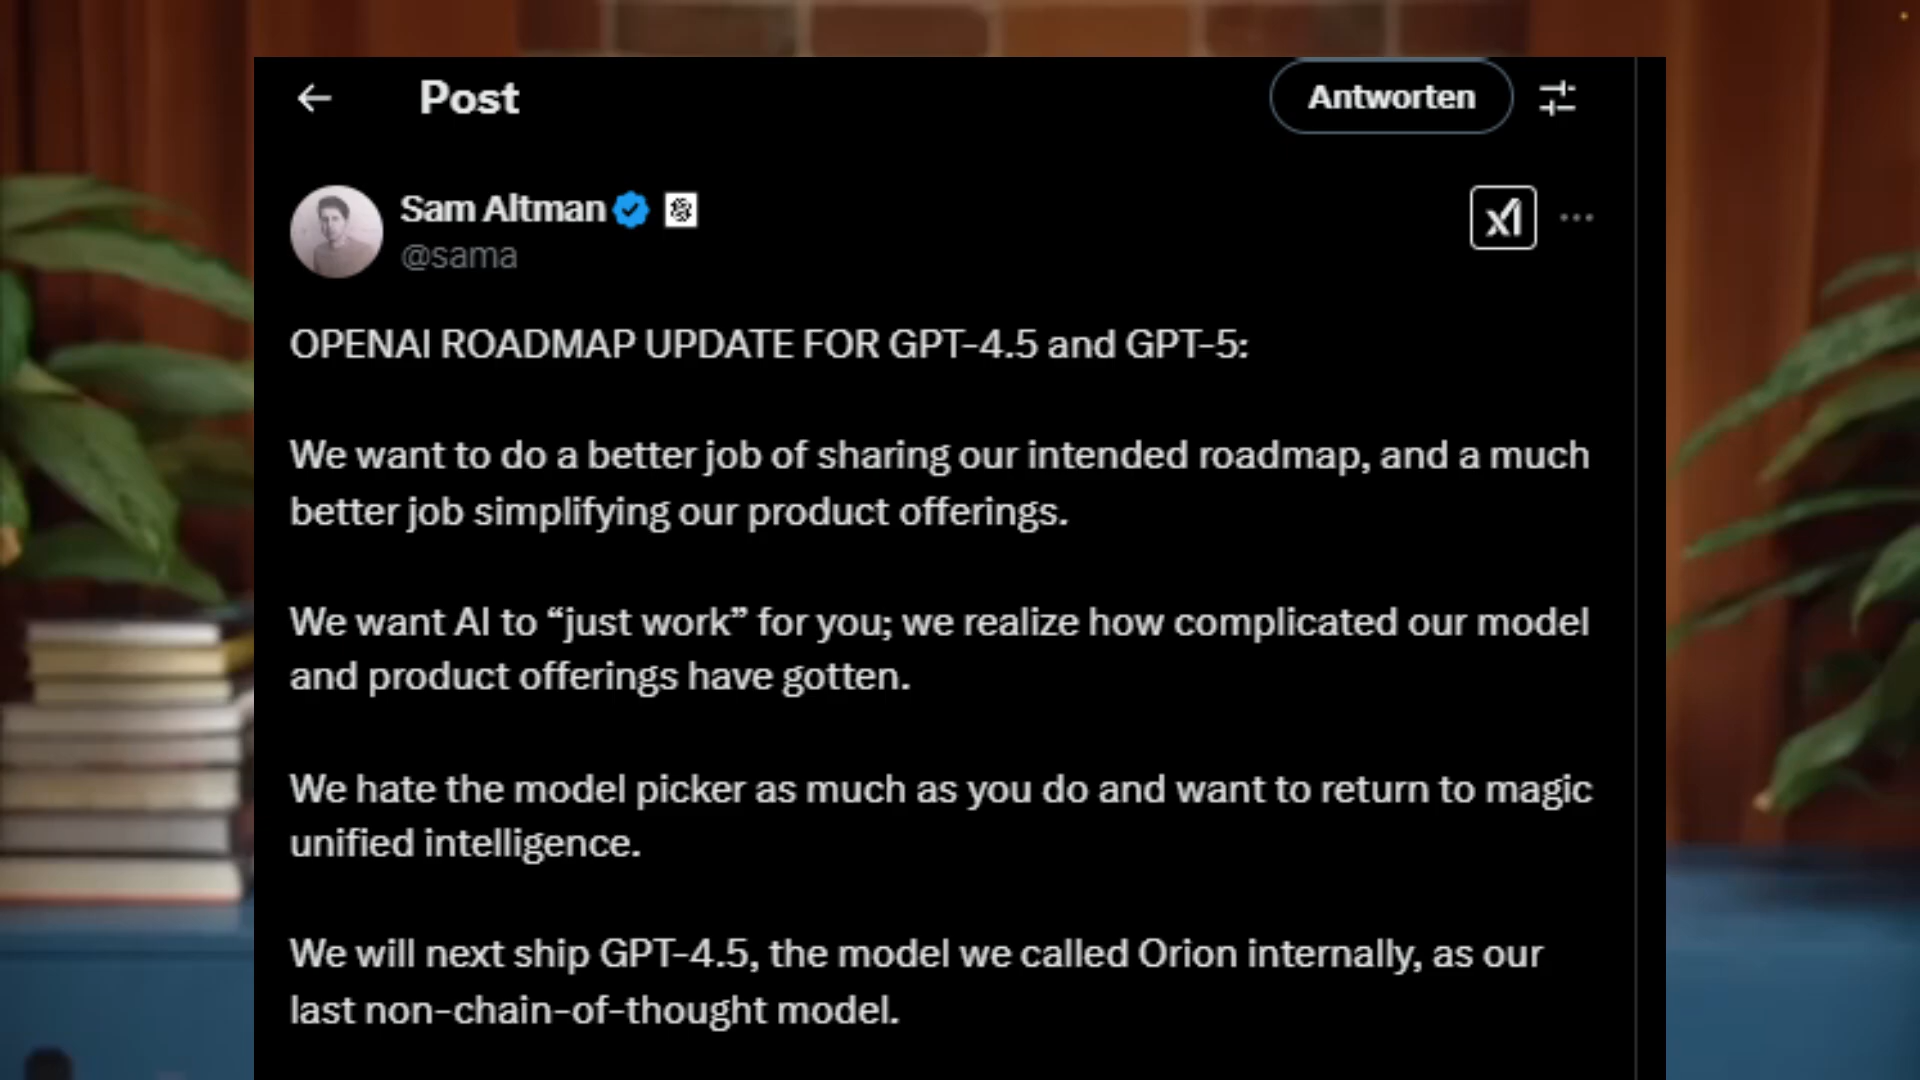 Post
Antworten
Sam Altman
@sama
OPENAI ROADMAP UPDATE FOR GPT-4.5 and GPT-5:
We want to do a better job of sharing our intended roadmap, and a much
better job simplifying our product offerings.
We want AI to “just work” for you; we realize how complicated our model
and product offerings have gotten.
We hate the model picker as much as you do and want to return to magic
unified intelligence.
We will next ship GPT-4.5, the model we called Orion internally, as our
last non-chain-of-thought model.